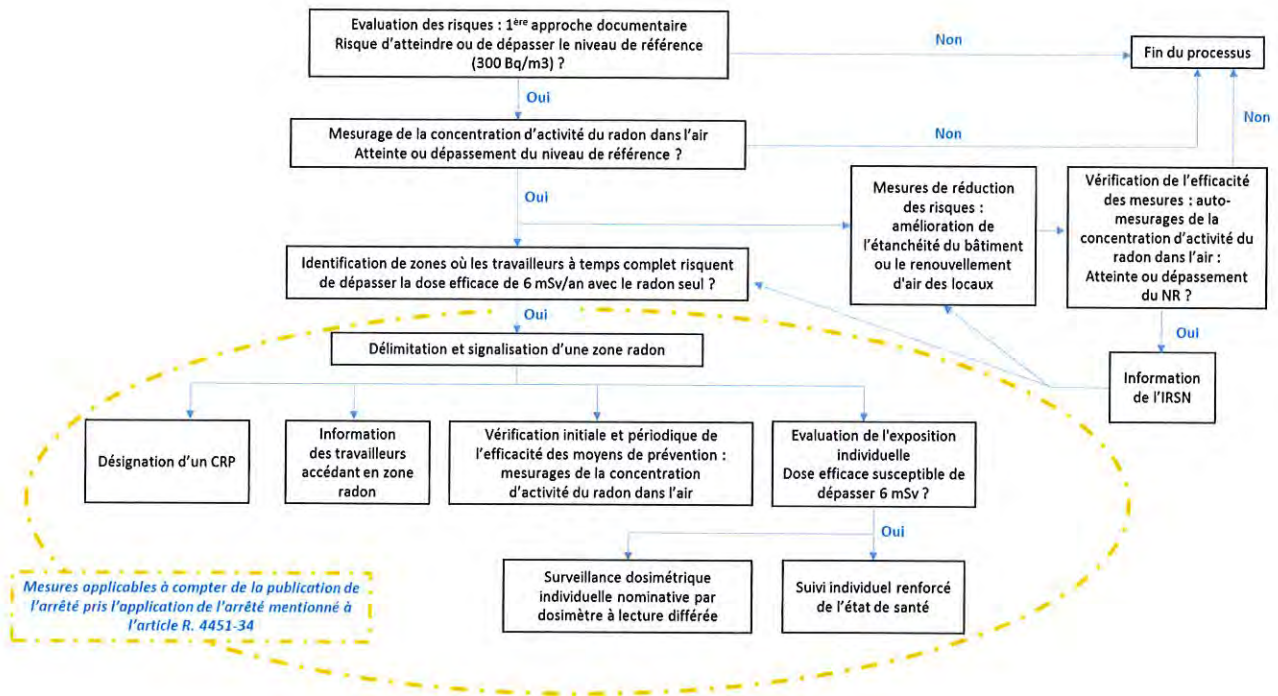 Evaluation des risques : 1ère approche documentaire
Risque d'atteindre ou de dépasser le niveau de référence
(300 Bq/m3) ?
Non
Fin du processus
Oui
Non
Mesurage de la concentration d'activité du radon dans l'air
Atteinte ou dépassement du niveau de référence ?
Non
Oui
Mesures de réduction
des risques :
amélioration de
l'étanchéité du bâtiment
ou le renouvellement
d'air des locaux
Vérification de l'efficacité
des mesures : auto-
mesurages de la
concentration d'activité du
radon dans l'air :
Atteinte ou dépassement
du NR ?
Identification de zones où les travailleurs à temps complet risquent
de dépasser la dose efficace de 6 mSv/an avec le radon seul ?
Oui
Oui
Délimitation et signalisation d'une zone radon
Information
de l'IRSN
Désignation d'un CRP
Information
des travailleurs
accédant en zone
radon
Vérification initiale et périodique de
l'efficacité des moyens de prévention :
mesurages de la concentration
d'activité du radon dans l'air
Evaluation de l'exposition
individuelle
Dose efficace susceptible de
dépasser 6 mSv ?
Oui
Surveillance dosimétrique
individuelle nominative par
dosimètre à lecture différée
Suivi individuel renforcé
de l'état de santé
Mesures applicables à compter de la publication de
l'arrêté pris l'application de l'arrêté mentionné à
l'article R. 4451-34